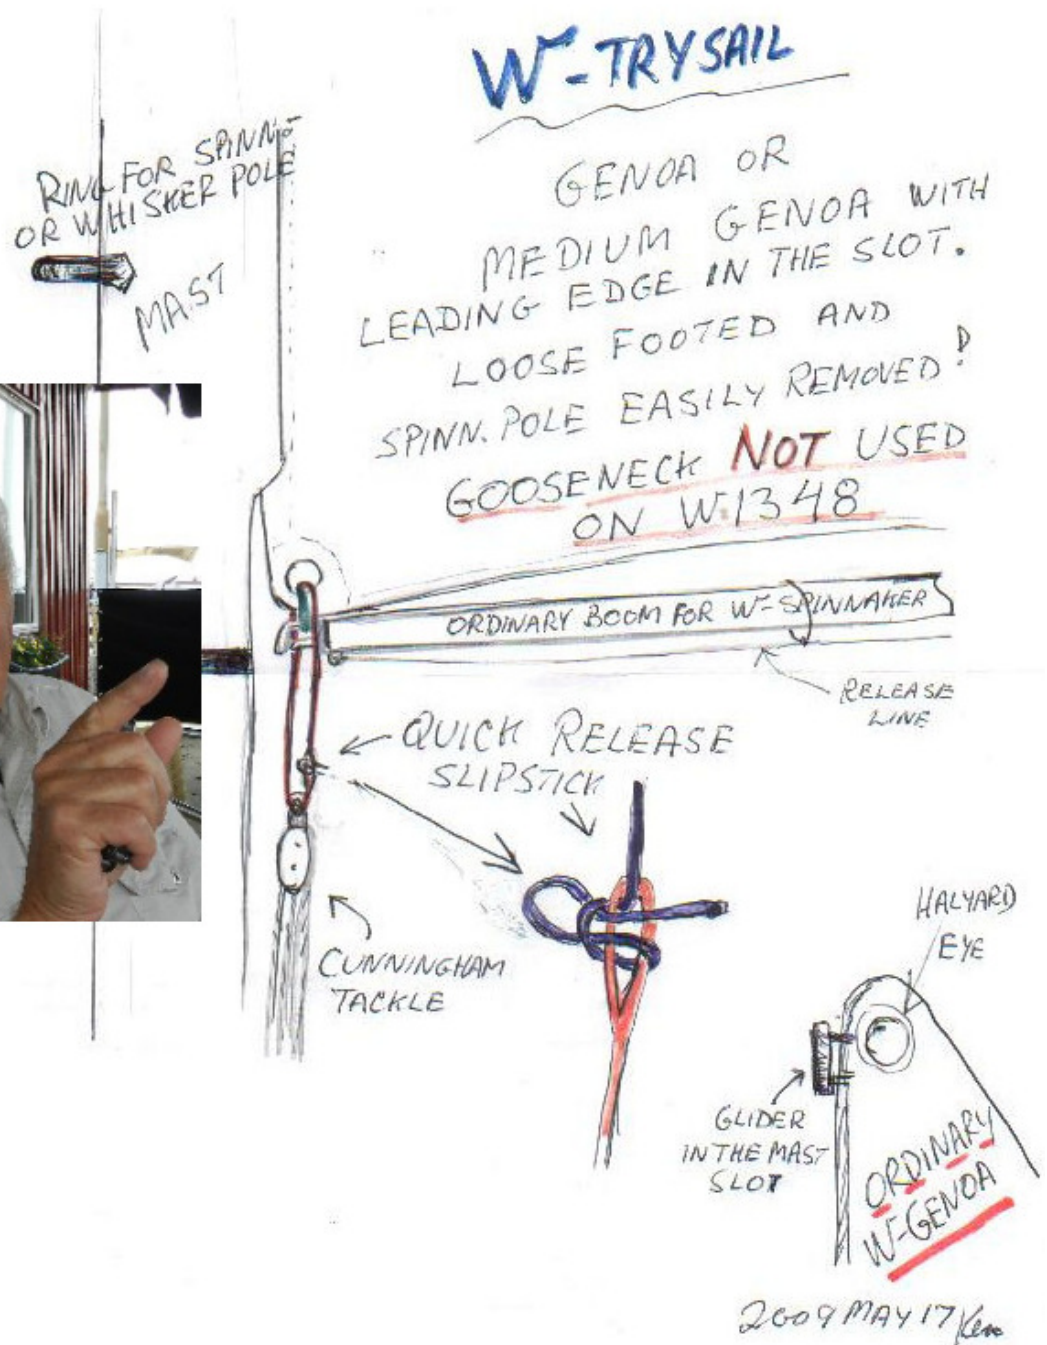 W-TRYSAIL
RING FOR SPINN-
OR WHISKER POLE
MAST
GENOA OR
MEDIUM GENOA WITH
LEADING EDGE IN THE SLOT.
LOOSE FOOTED AND
SPINN. POLE EASILY REMOVED!
GOOSENECK NOT USED
ON W1348
ORDINARY BOOM FOR W-SPINNAKER
RELEASE
LINE
QUICK RELEASE
SLIPSTICK
CUNNINGHAM
TACKLE
HALYARD
EYE
GLIDER
IN THE MAST
SLOT
ORDINARY
W-GENOA
2009 MAY 17/Ken